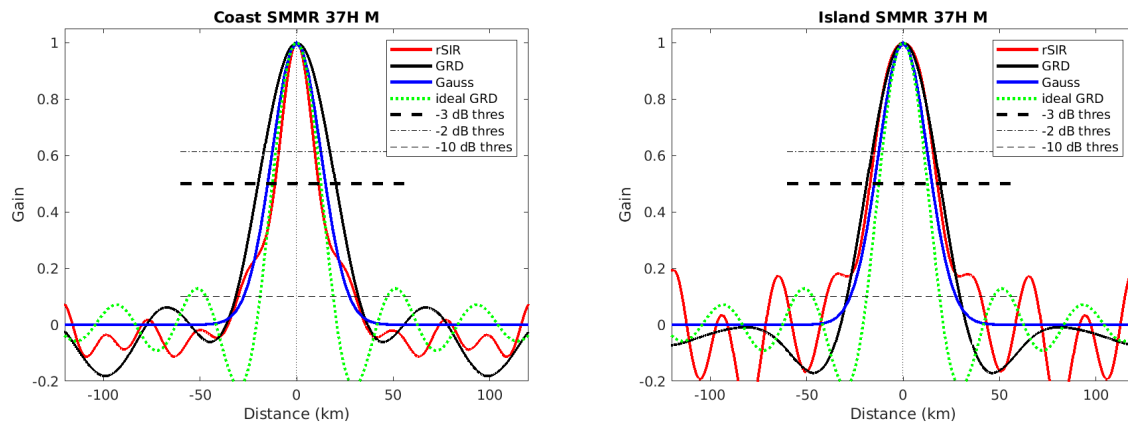 Coast SMMR 37H M
1
0.8
0.6
0.4
0.2
0
-0.2
Gain
-100
-50
0
50
100
Distance (km)
rSIR
GRD
Gauss
ideal GRD
-3 dB thres
-2 dB thres
-10 dB thres
Island SMMR 37H M
1
0.8
0.6
0.4
0.2
0
-0.2
Gain
-100
-50
0
50
100
Distance (km)
rSIR
GRD
Gauss
ideal GRD
-3 dB thres
-2 dB thres
-10 dB thres